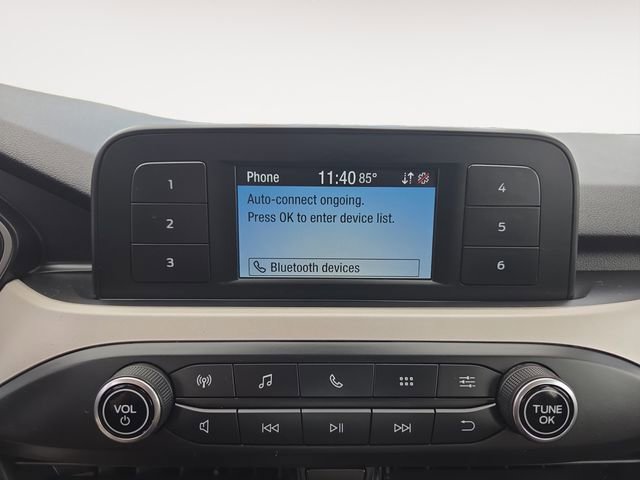 Phone 11:40 85°
Auto-connect ongoing.
Press OK to enter device list.
Bluetooth devices
1
2
3
4
5
6
VOL
TUNE
OK